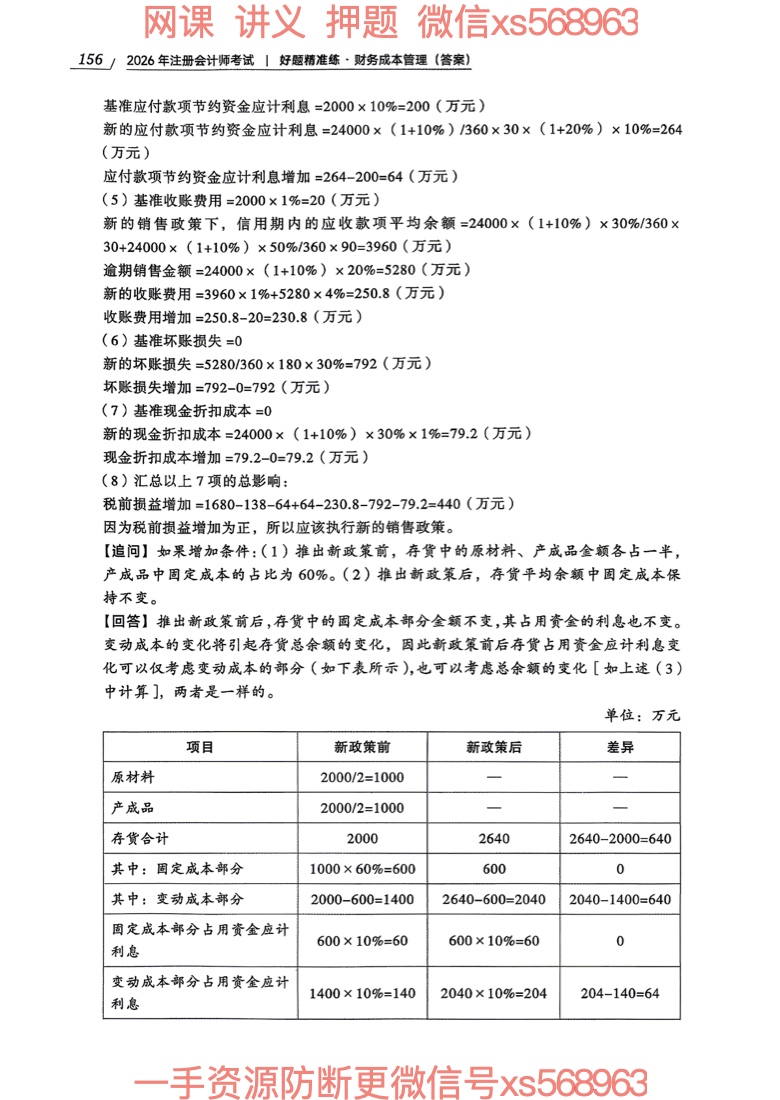 网课 讲义 押题 微信xs568963
156 / 2026年注册会计师考试 | 好题精准练·财务成本管理（答案）
基准应付款项节约资金应计利息=2000×10%=200（万元）
新的应付款项节约资金应计利息=24000×（1+10%）/360×30×（1+20%）×10%=264
（万元）
应付款项节约资金应计利息增加=264-200=64（万元）
（5）基准收账费用=2000×1%=20（万元）
新的销售政策下，信用期内的应收款项平均余额=24000×（1+10%）×30%/360×
30+24000×（1+10%）×50%/360×90=3960（万元）
逾期销售金额=24000×（1+10%）×20%=5280（万元）
新的收账费用=3960×1%+5280×4%=250.8（万元）
收账费用增加=250.8-20=230.8（万元）
（6）基准坏账损失=0
新的坏账损失=5280/360×180×30%=792（万元）
坏账损失增加=792-0=792（万元）
（7）基准现金折扣成本=0
新的现金折扣成本=24000×（1+10%）×30%×1%=79.2（万元）
现金折扣成本增加=79.2-0=79.2（万元）
（8）汇总以上7项的总影响：
税前损益增加=1680-138-64+64-230.8-792-79.2=440（万元）
因为税前损益增加为正，所以应该执行新的销售政策。
【追问】如果增加条件：（1）推出新政策前，存货中的原材料、产成品金额各占一半，
产成品中固定成本的占比为60%。（2）推出新政策后，存货平均余额中固定成本保
持不变。
【回答】推出新政策前后，存货中的固定成本部分金额不变，其占用资金的利息也不变。
变动成本的变化将引起存货总余额的变化，因此新政策前后存货占用资金应计利息变
化可以仅考虑变动成本的部分（如下表所示），也可以考虑总余额的变化［如上述（3）
中计算］，两者是一样的。
单位：万元
项目 新政策前 新政策后 差异
原材料 2000/2=1000 — —
产成品 2000/2=1000 — —
存货合计 2000 2640 2640-2000=640
其中：固定成本部分 1000×60%=600 600 0
其中：变动成本部分 2000-600=1400 2640-600=2040 2040-1400=640
固定成本部分占用资金应计
利息 600×10%=60 600×10%=60 0
变动成本部分占用资金应计
利息 1400×10%=140 2040×10%=204 204-140=64
一手资源防断更微信号xs568963